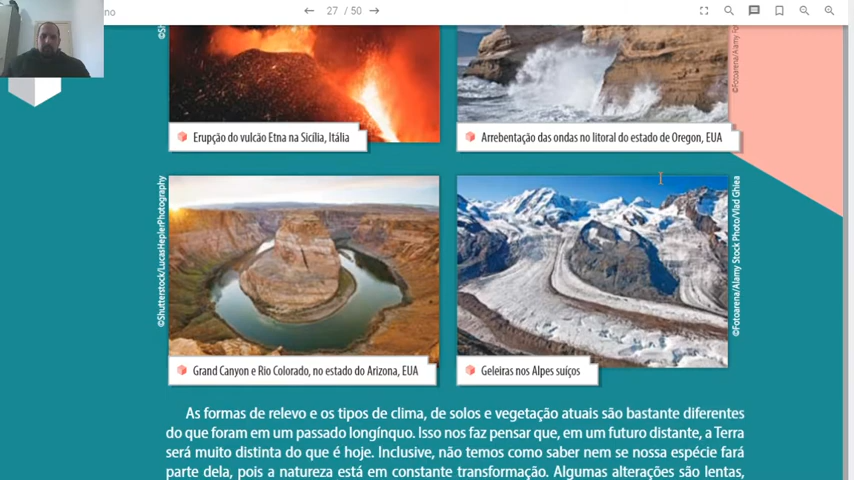 no
27 / 50
Erupção do vulcão Etna na Sicília, Itália
Arrebentação das ondas no litoral do estado de Oregon, EUA
©Shutterstock/LucasHeplerPhotography
©Fotoarena/Alamy Stock Photo/Vlad Ghiea
Grand Canyon e Rio Colorado, no estado do Arizona, EUA
Geleiras nos Alpes suíços
As formas de relevo e os tipos de clima, de solos e vegetação atuais são bastante diferentes
do que foram em um passado longínquo. Isso nos faz pensar que, em um futuro distante, a Terra
será muito distinta do que é hoje. Inclusive, não temos como saber nem se nossa espécie fará
parte dela, pois a natureza está em constante transformação. Algumas alterações são lentas,